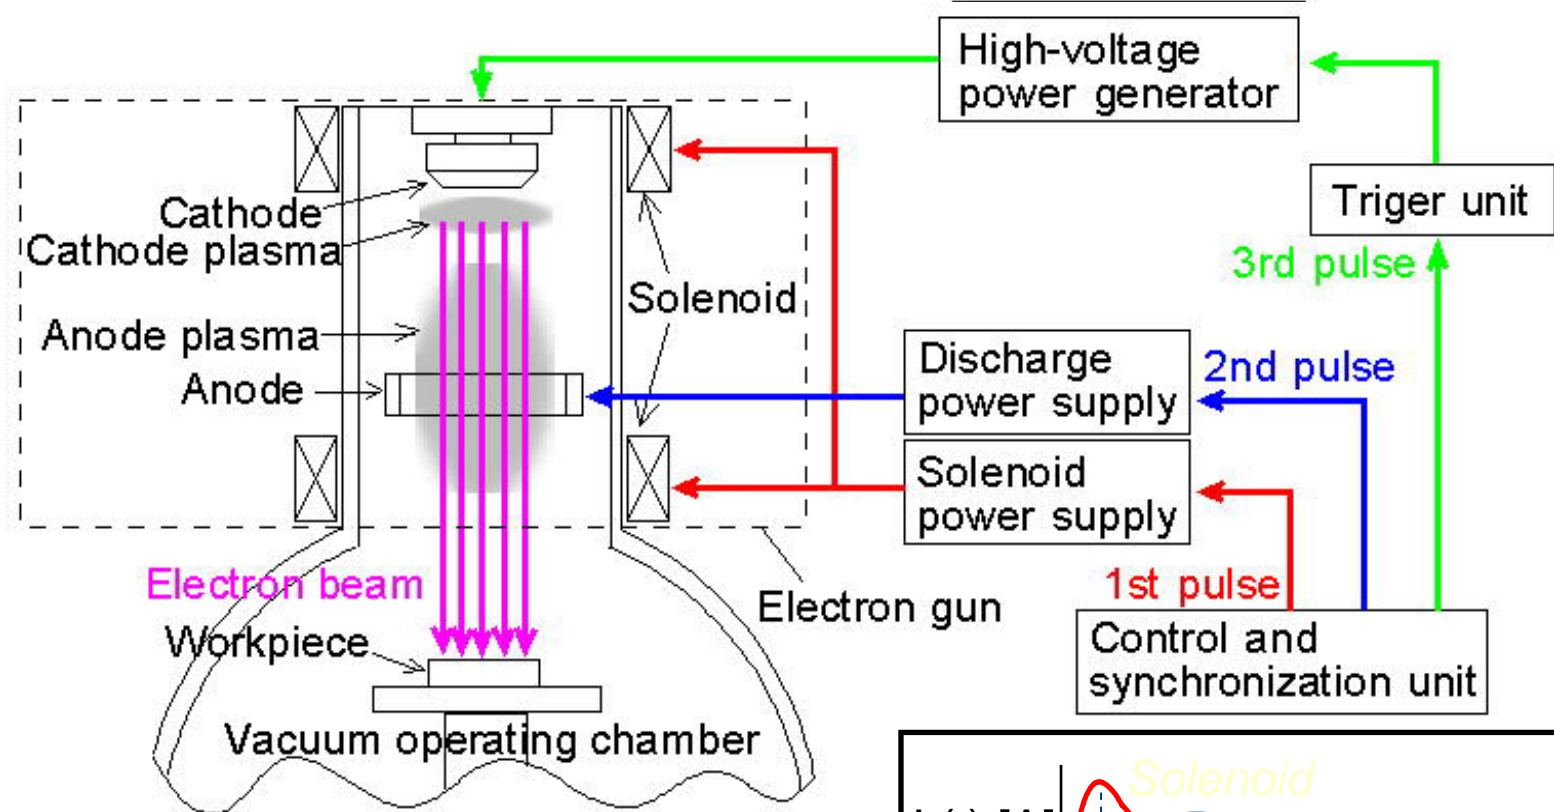 High-voltage
power generator
Triger unit
3rd pulse
Cathode
Cathode plasma
Solenoid
Anode plasma
Anode
Discharge
power supply
2nd pulse
Solenoid
power supply
1st pulse
Electron beam
Electron gun
Workpiece
Control and
synchronization unit
Vacuum operating chamber
Solenoid